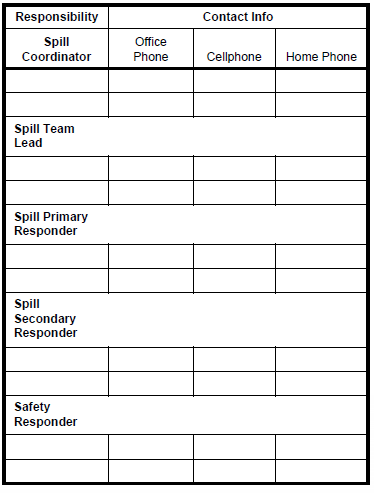 Responsibility Contact Info
Spill Coordinator Office Phone Cellphone Home Phone
Spill Team
Lead
Spill Primary
Responder
Spill
Secondary
Responder
Safety
Responder